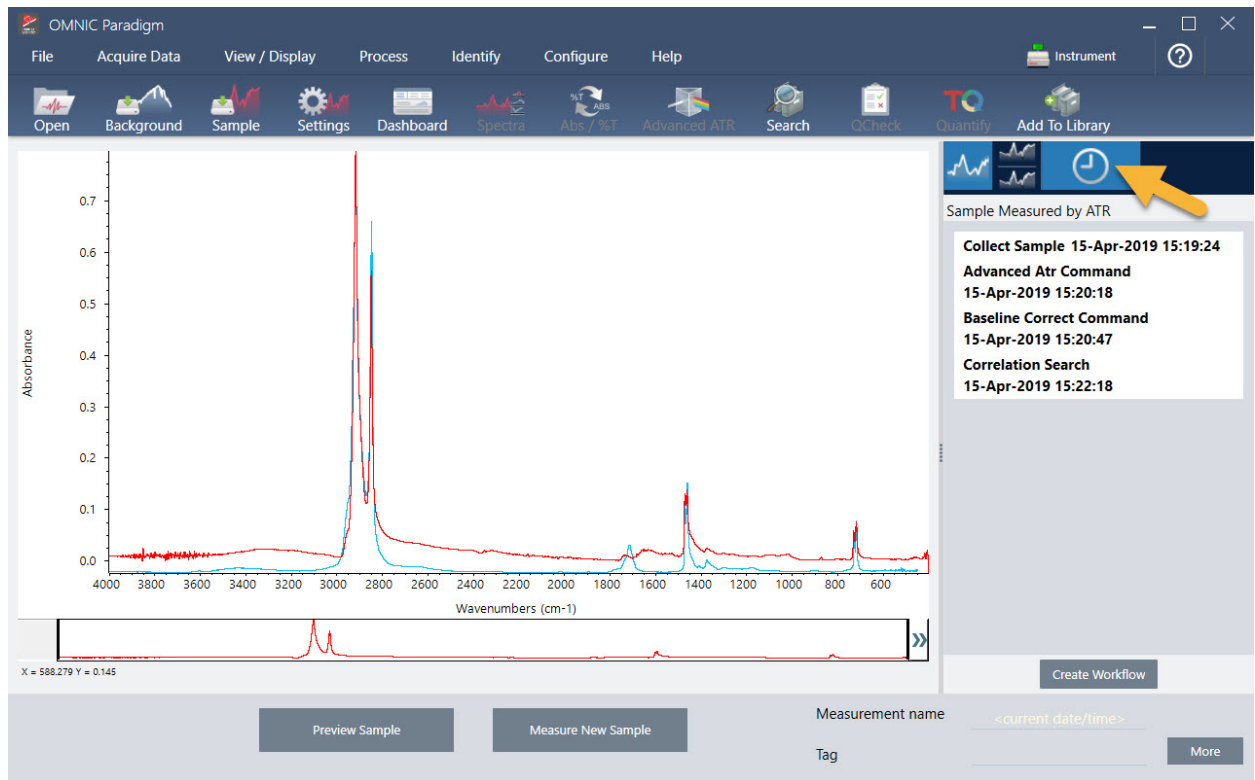 OMNIC Paradigm
File Acquire Data View / Display Process Identify Configure Help Instrument
%T ABS TQ
Open Background Sample Settings Dashboard Spectra Abs / %T Advanced ATR Search QCheck Quantify Add To Library
Sample Measured by ATR
Collect Sample 15-Apr-2019 15:19:24
Advanced Atr Command
15-Apr-2019 15:20:18
Baseline Correct Command
15-Apr-2019 15:20:47
Correlation Search
15-Apr-2019 15:22:18
0.7
0.6
0.5
0.4
0.3
0.2
0.1
0.0
Absorbance
4000 3800 3600 3400 3200 3000 2800 2600 2400 2200 2000 1800 1600 1400 1200 1000 800 600
Wavenumbers (cm-1)
X = 588.279 Y = 0.145
Create Workflow
Preview Sample Measure New Sample
Measurement name <current date/time>
Tag More